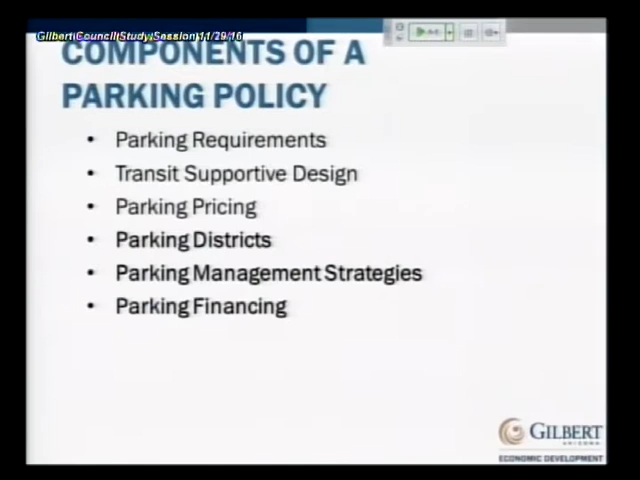 Gilbert Council Study Session 11/29/16
COMPONENTS OF A
PARKING POLICY
• Parking Requirements
• Transit Supportive Design
• Parking Pricing
• Parking Districts
• Parking Management Strategies
• Parking Financing
GILBERT
ARIZONA
ECONOMIC DEVELOPMENT